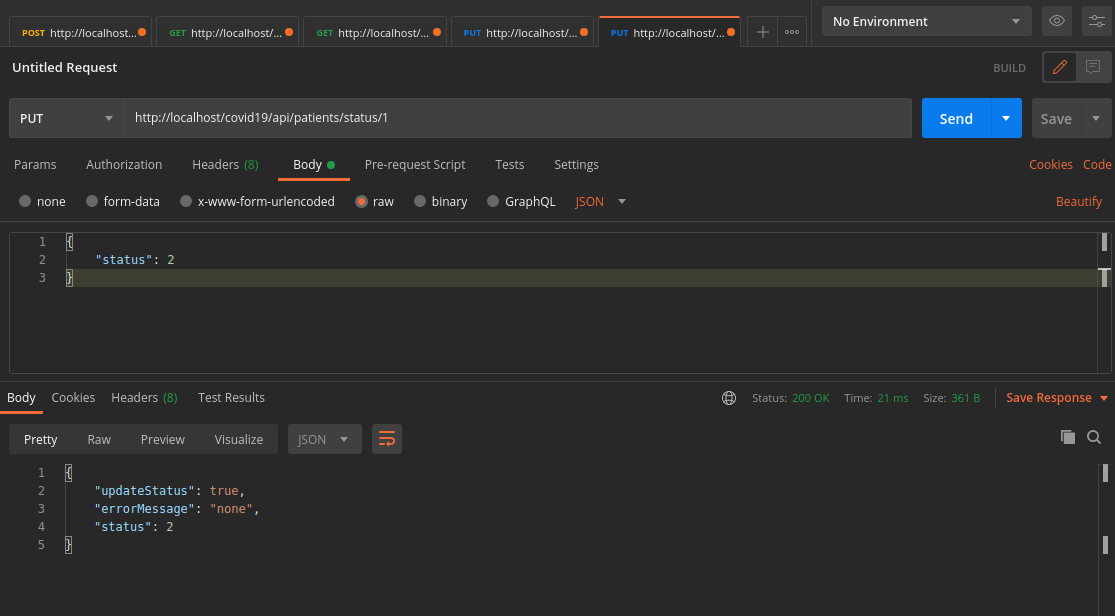 POST http://localhost... GET http://localhost/... GET http://localhost/... PUT http://localhost/... PUT http://localhost/... No Environment
Untitled Request BUILD
PUT http://localhost/covid19/api/patients/status/1 Send Save
Params Authorization Headers (8) Body Pre-request Script Tests Settings Cookies Code
none form-data x-www-form-urlencoded raw binary GraphQL JSON Beautify
1 {
2 "status": 2
3 }
Body Cookies Headers (8) Test Results Status: 200 OK Time: 21 ms Size: 361 B Save Response
Pretty Raw Preview Visualize JSON
1 {
2 "updateStatus": true,
3 "errorMessage": "none",
4 "status": 2
5 }